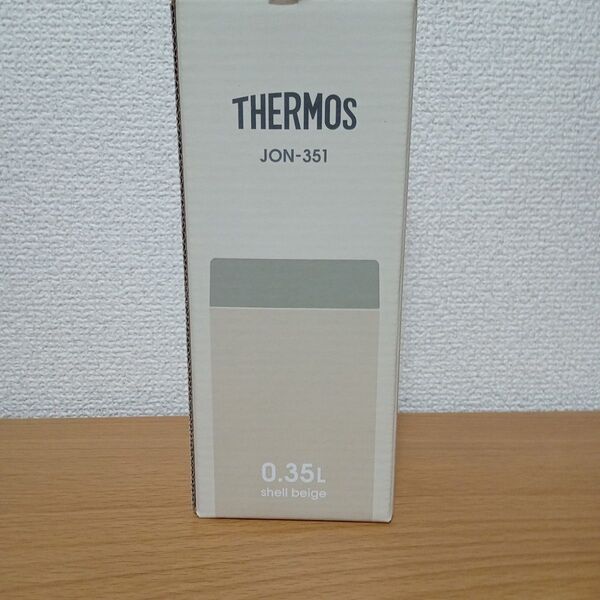 THERMOS
JON-351
0.35L
shell beige